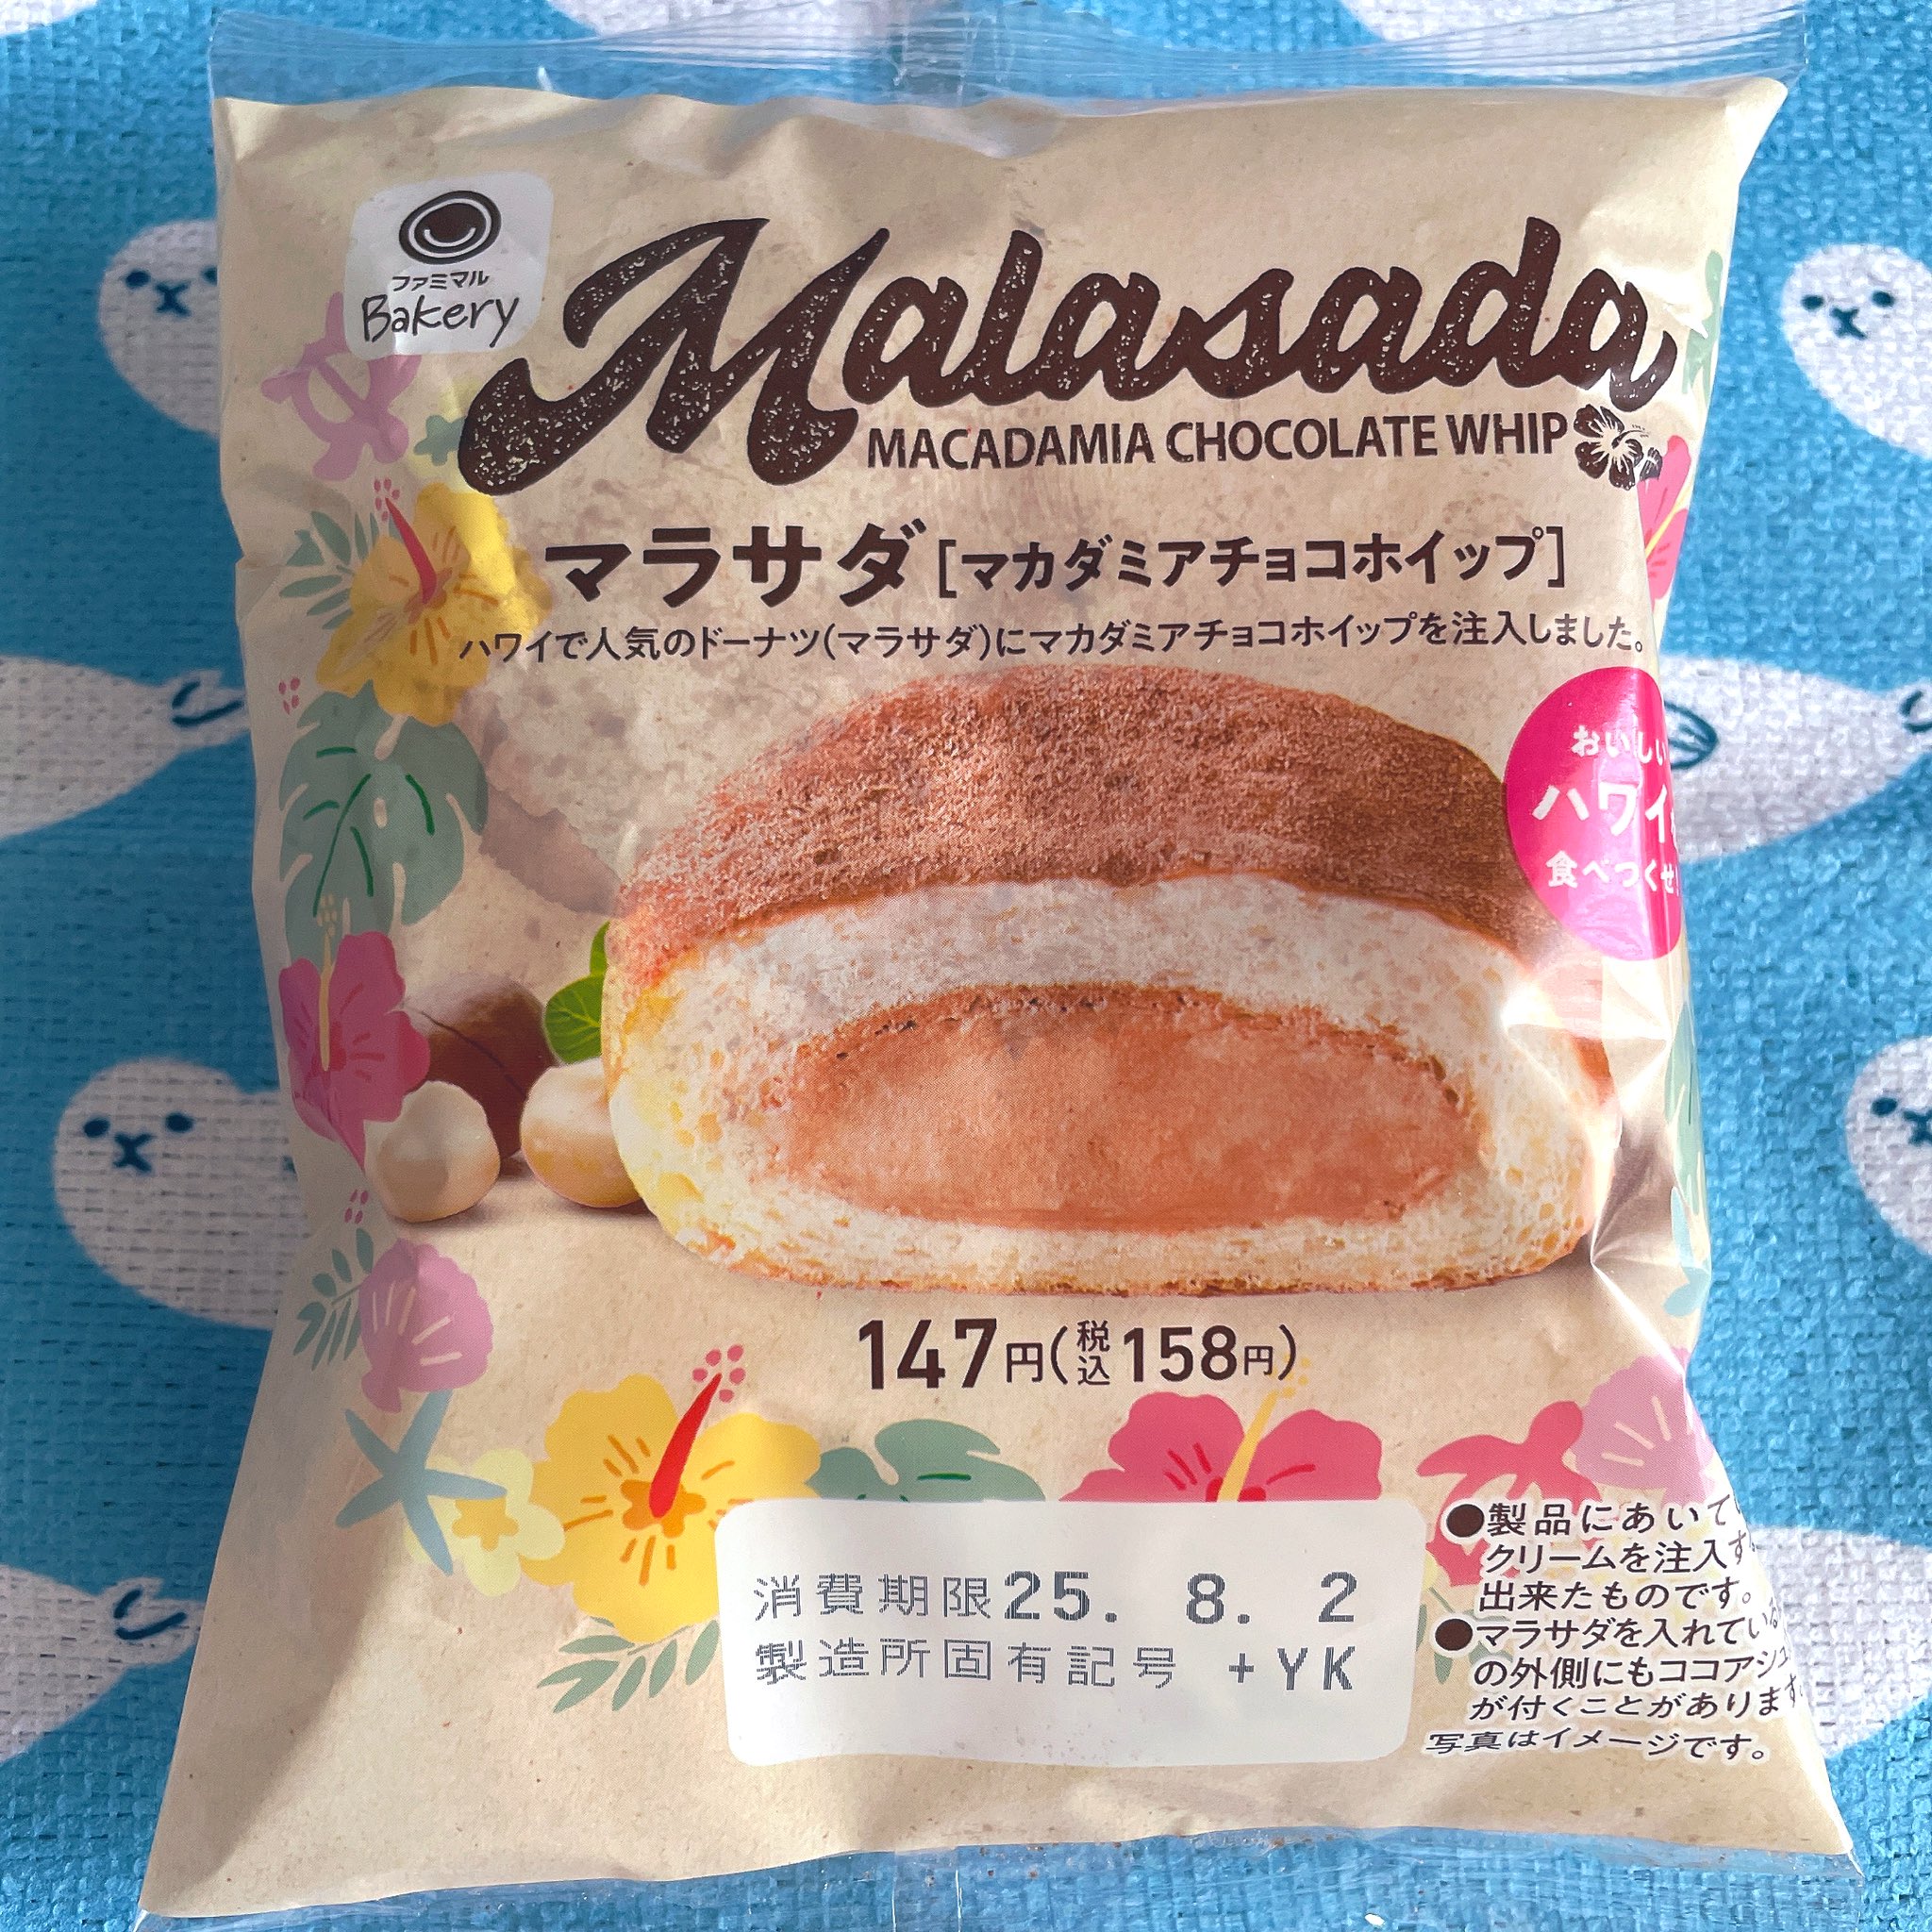 ファミマル
Bakery
Malasada
MACADAMIA CHOCOLATE WHIP
マラサダ[マカダミアチョコホイップ]
ハワイで人気のドーナツ(マラサダ)にマカダミアチョコホイップを注入しました。
おいしい
ハワイ
食べつくせ!
147円(税込158円)
消費期限25. 8. 2
製造所固有記号 +YK
●製品にあいて
クリームを注入す
出来たものです。
●マラサダを入れている
の外側にもココアシュ
が付くことがあります。
写真はイメージです。